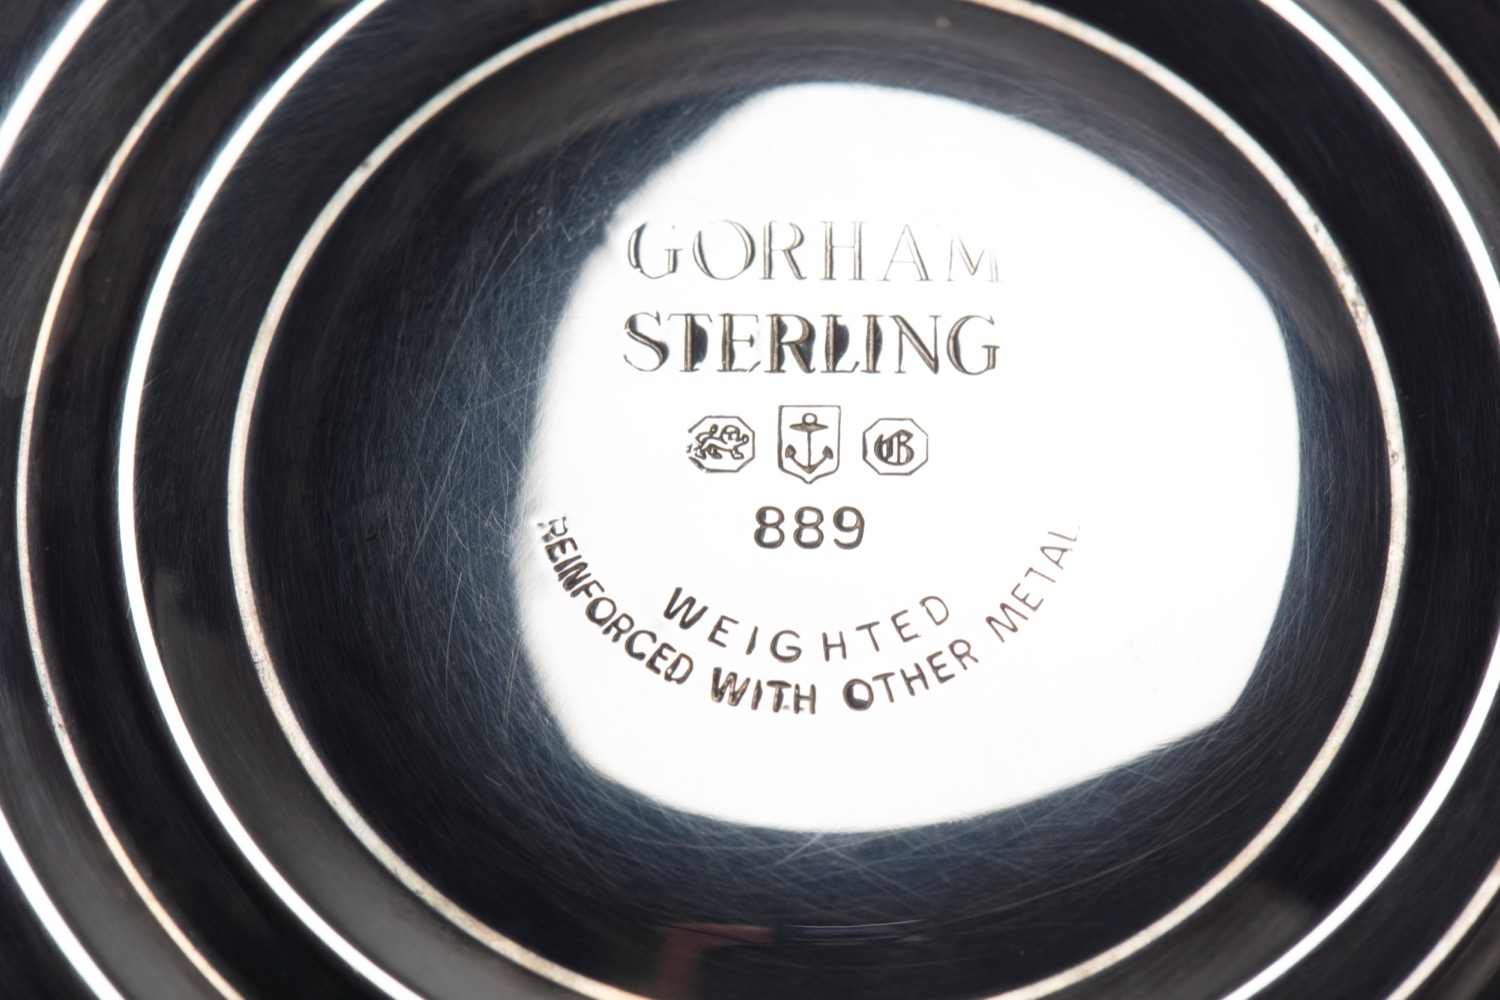 GORHAM
STERLING
G
889
WEIGHTED
REINFORCED WITH OTHER METAL